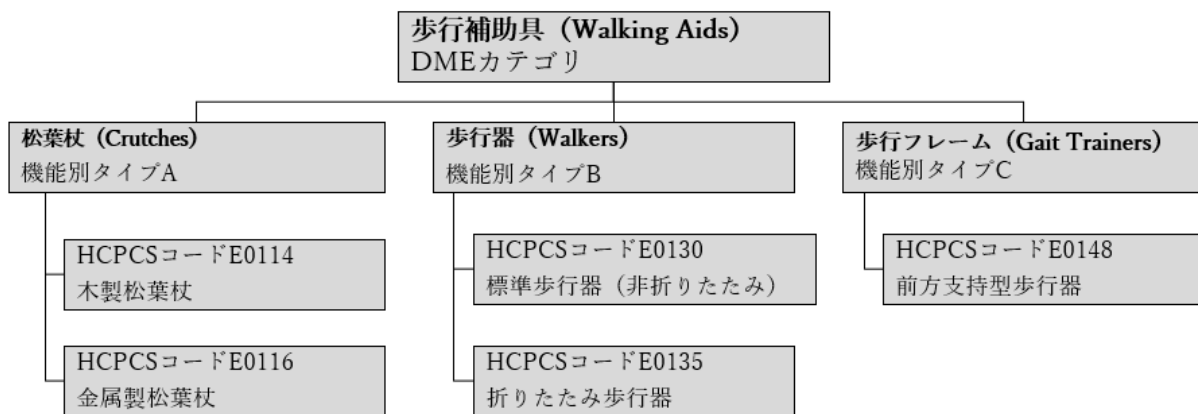 歩行補助具（Walking Aids）
DMEカテゴリ
松葉杖（Crutches）
機能別タイプA
HCPCSコードE0114
木製松葉杖
HCPCSコードE0116
金属製松葉杖
歩行器（Walkers）
機能別タイプB
HCPCSコードE0130
標準歩行器（非折りたたみ）
HCPCSコードE0135
折りたたみ歩行器
歩行フレーム（Gait Trainers）
機能別タイプC
HCPCSコードE0148
前方支持型歩行器